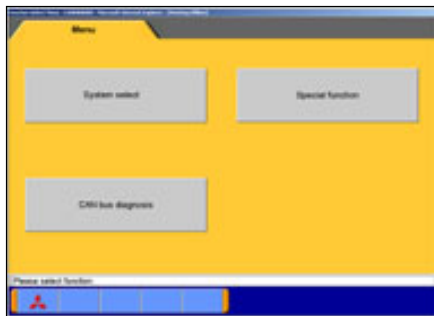 Menu
System select
Special function
CAN bus diagnosis
Please select function